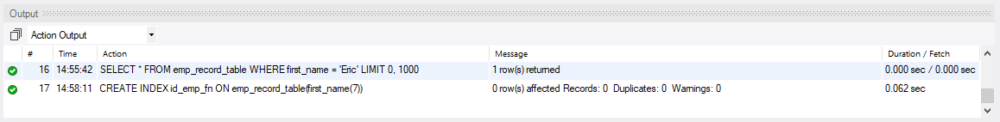 Output
Action Output
# Time Action Message Duration / Fetch
16 14:55:42 SELECT * FROM emp_record_table WHERE first_name = 'Eric' LIMIT 0, 1000 1 row(s) returned 0.000 sec / 0.000 sec
17 14:58:11 CREATE INDEX id_emp_fn ON emp_record_table(first_name(7)) 0 row(s) affected Records: 0  Duplicates: 0  Warnings: 0 0.062 sec